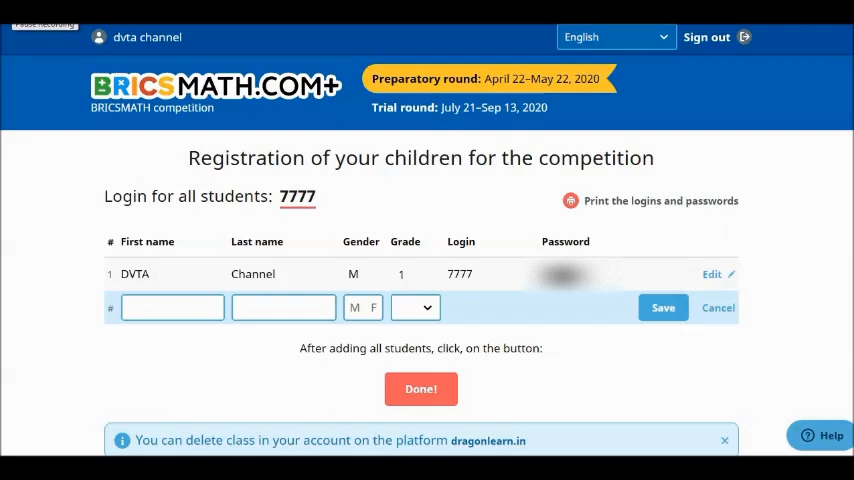 Pause Recording
dvta channel
English
Sign out
BRICSMATH.COM+
BRICSMATH competition
Preparatory round: April 22–May 22, 2020
Trial round: July 21–Sep 13, 2020
Registration of your children for the competition
Login for all students: 7777
Print the logins and passwords
# First name Last name Gender Grade Login Password
1 DVTA Channel M 1 7777 Edit
# M F Save Cancel
After adding all students, click, on the button:
Done!
You can delete class in your account on the platform dragonlearn.in
Help